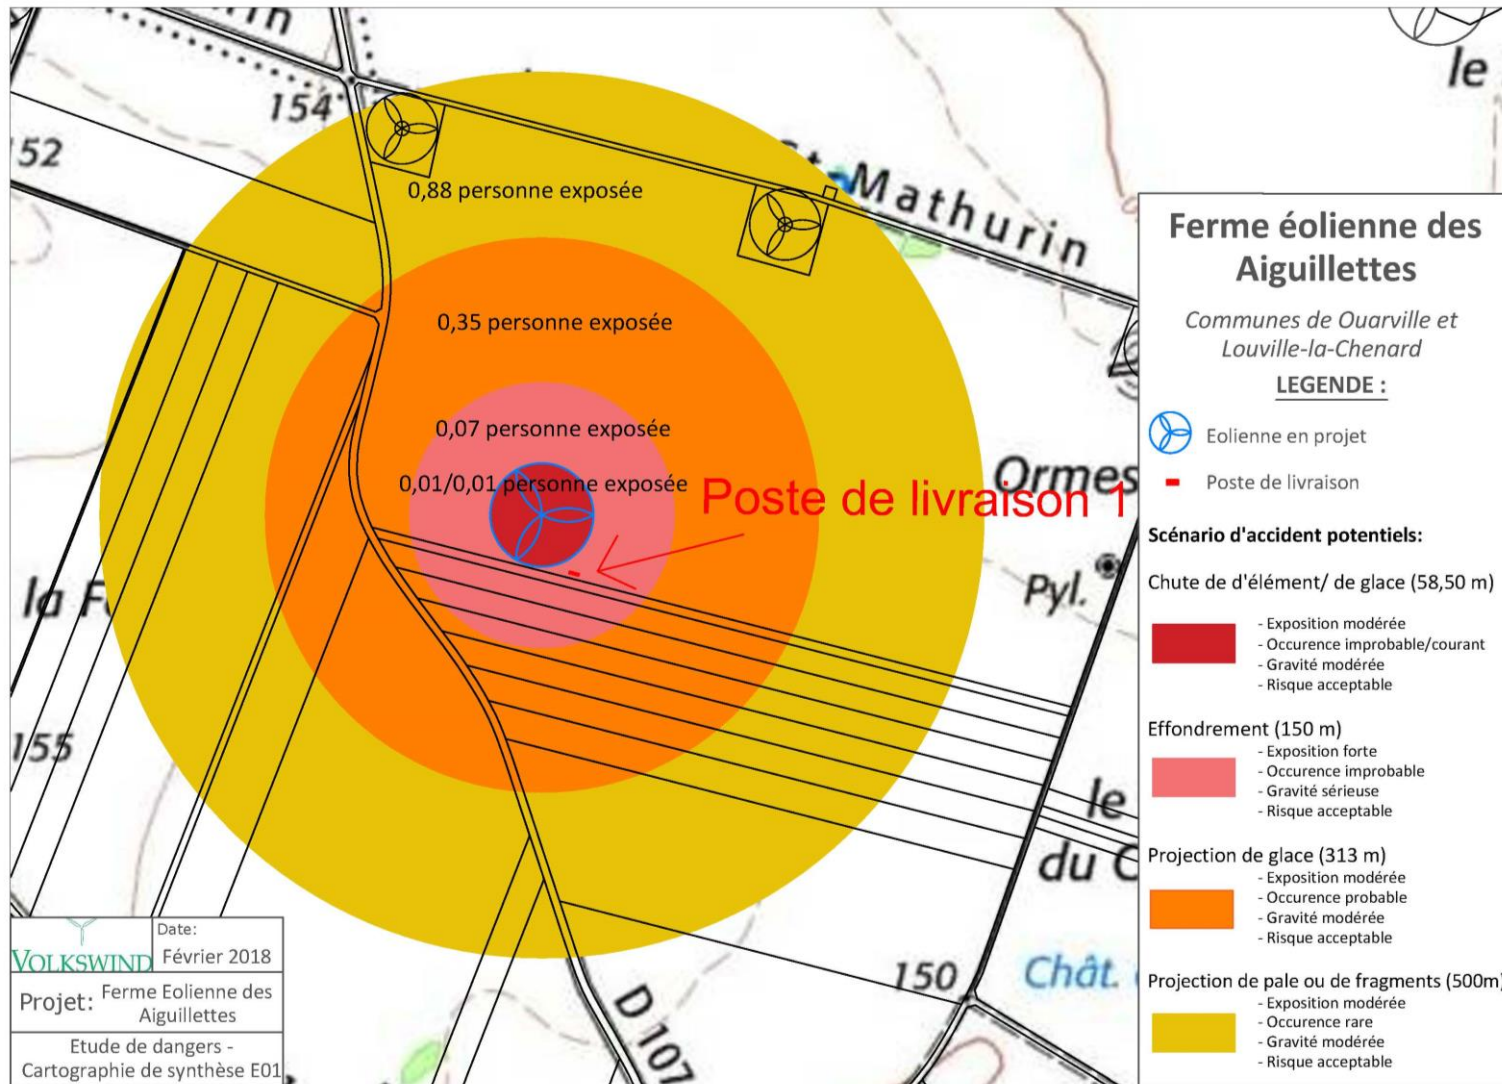 154
52
le
St-Mathurin
0,88 personne exposée
0,35 personne exposée
0,07 personne exposée
0,01/0,01 personne exposée
Poste de livraison 1
Ormes
Pyl.
la F
155
le
du C
150
Chât.
D 107
Ferme éolienne des
Aiguillettes
Communes de Ouarville et
Louville-la-Chenard
LEGENDE :
Eolienne en projet
Poste de livraison
Scénario d'accident potentiels:
Chute de d'élément/ de glace (58,50 m)
- Exposition modérée
- Occurence improbable/courant
- Gravité modérée
- Risque acceptable
Effondrement (150 m)
- Exposition forte
- Occurence improbable
- Gravité sérieuse
- Risque acceptable
Projection de glace (313 m)
- Exposition modérée
- Occurence probable
- Gravité modérée
- Risque acceptable
Projection de pale ou de fragments (500m)
- Exposition modérée
- Occurence rare
- Gravité modérée
- Risque acceptable
VOLKSWIND
Date:
Février 2018
Projet: Ferme Eolienne des
Aiguillettes
Etude de dangers -
Cartographie de synthèse E01